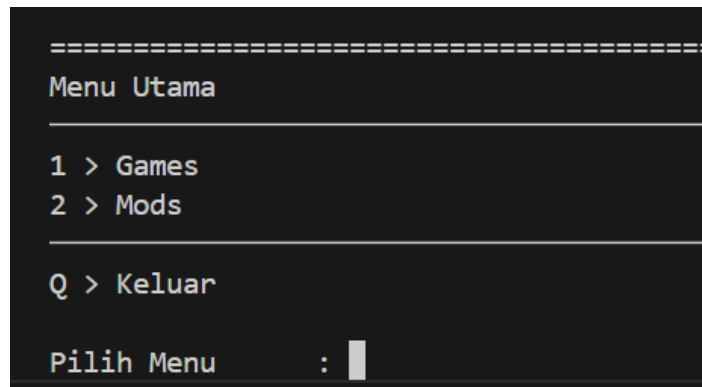 =======================================
Menu Utama
1 > Games
2 > Mods
Q > Keluar
Pilih Menu      :